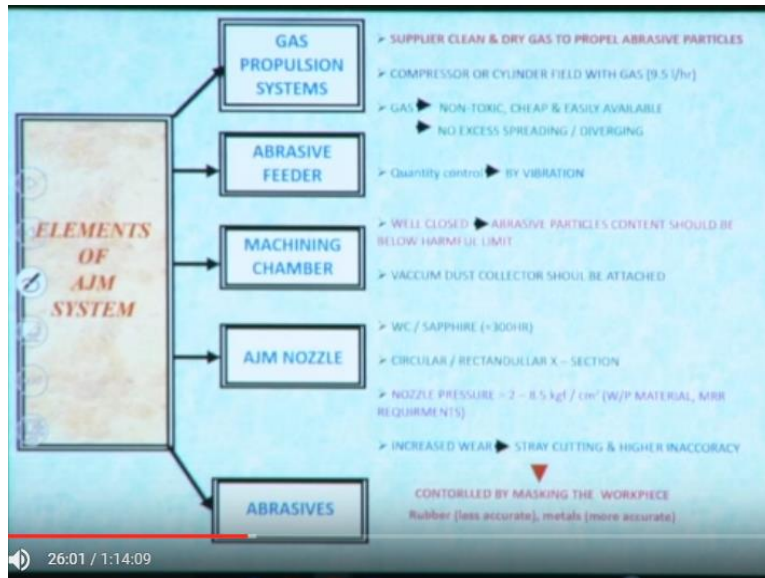 GAS
PROPULSION
SYSTEMS
➢ SUPPLIER CLEAN & DRY GAS TO PROPEL ABRASIVE PARTICLES
➢ COMPRESSOR OR CYLINDER FIELD WITH GAS (9.5 l/hr)
➢ GAS ► NON-TOXIC, CHEAP & EASILY AVAILABLE
► NO EXCESS SPREADING / DIVERGING
ABRASIVE
FEEDER
➢ Quantity control ► BY VIBRATION
ELEMENTS
OF
AJM
SYSTEM
MACHINING
CHAMBER
➢ WELL CLOSED ► ABRASIVE PARTICLES CONTENT SHOULD BE
BELOW HARMFUL LIMIT
➢ VACCUM DUST COLLECTOR SHOUL BE ATTACHED
AJM NOZZLE
➢ WC / SAPPHIRE (≈300HR)
➢ CIRCULAR / RECTANDULLAR X – SECTION
➢ NOZZLE PRESSURE = 2 – 8.5 kgf / cm² (W/P MATERIAL, MRR
REQUIRMENTS)
➢ INCREASED WEAR ► STRAY CUTTING & HIGHER INACCORACY
ABRASIVES
CONTORLLED BY MASKING THE WORKPIECE
Rubber (less accurate), metals (more accurate)
26:01 / 1:14:09